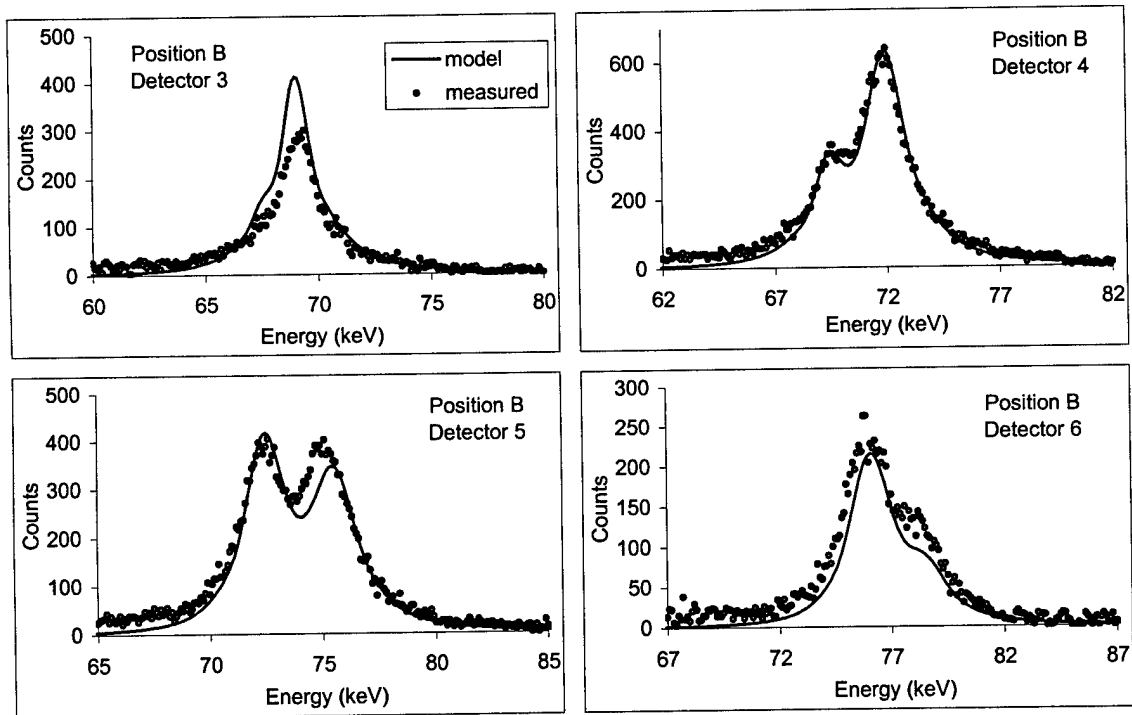 500
400
300
200
100
0
Counts
Position B
Detector 3
model
measured
60
65
70
75
80
Energy (keV)
600
400
200
0
Counts
Position B
Detector 4
62
67
72
77
82
Energy (keV)
500
400
300
200
100
0
Counts
Position B
Detector 5
65
70
75
80
85
Energy (keV)
300
250
200
150
100
50
0
Counts
Position B
Detector 6
67
72
77
82
87
Energy (keV)